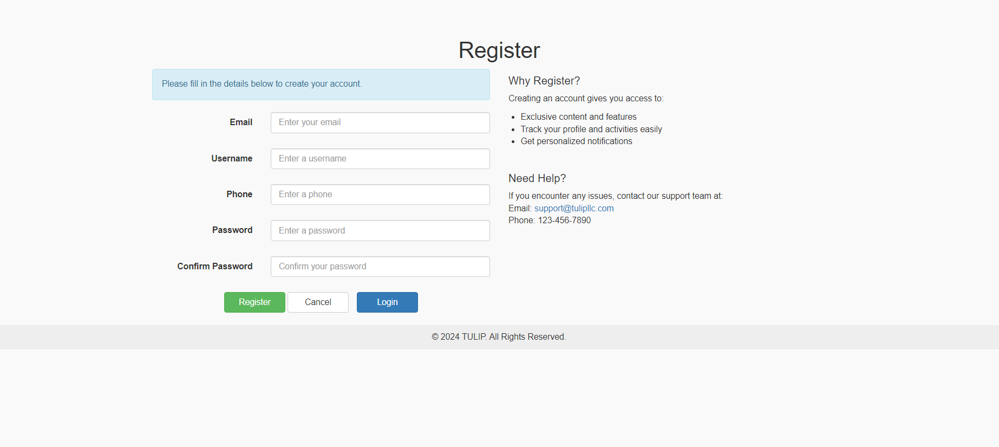 Register
Please fill in the details below to create your account.
Email
Enter your email
Username
Enter a username
Phone
Enter a phone
Password
Enter a password
Confirm Password
Confirm your password
Register
Cancel
Login
Why Register?
Creating an account gives you access to:
Exclusive content and features
Track your profile and activities easily
Get personalized notifications
Need Help?
If you encounter any issues, contact our support team at:
Email: support@tulipllc.com
Phone: 123-456-7890
© 2024 TULIP. All Rights Reserved.